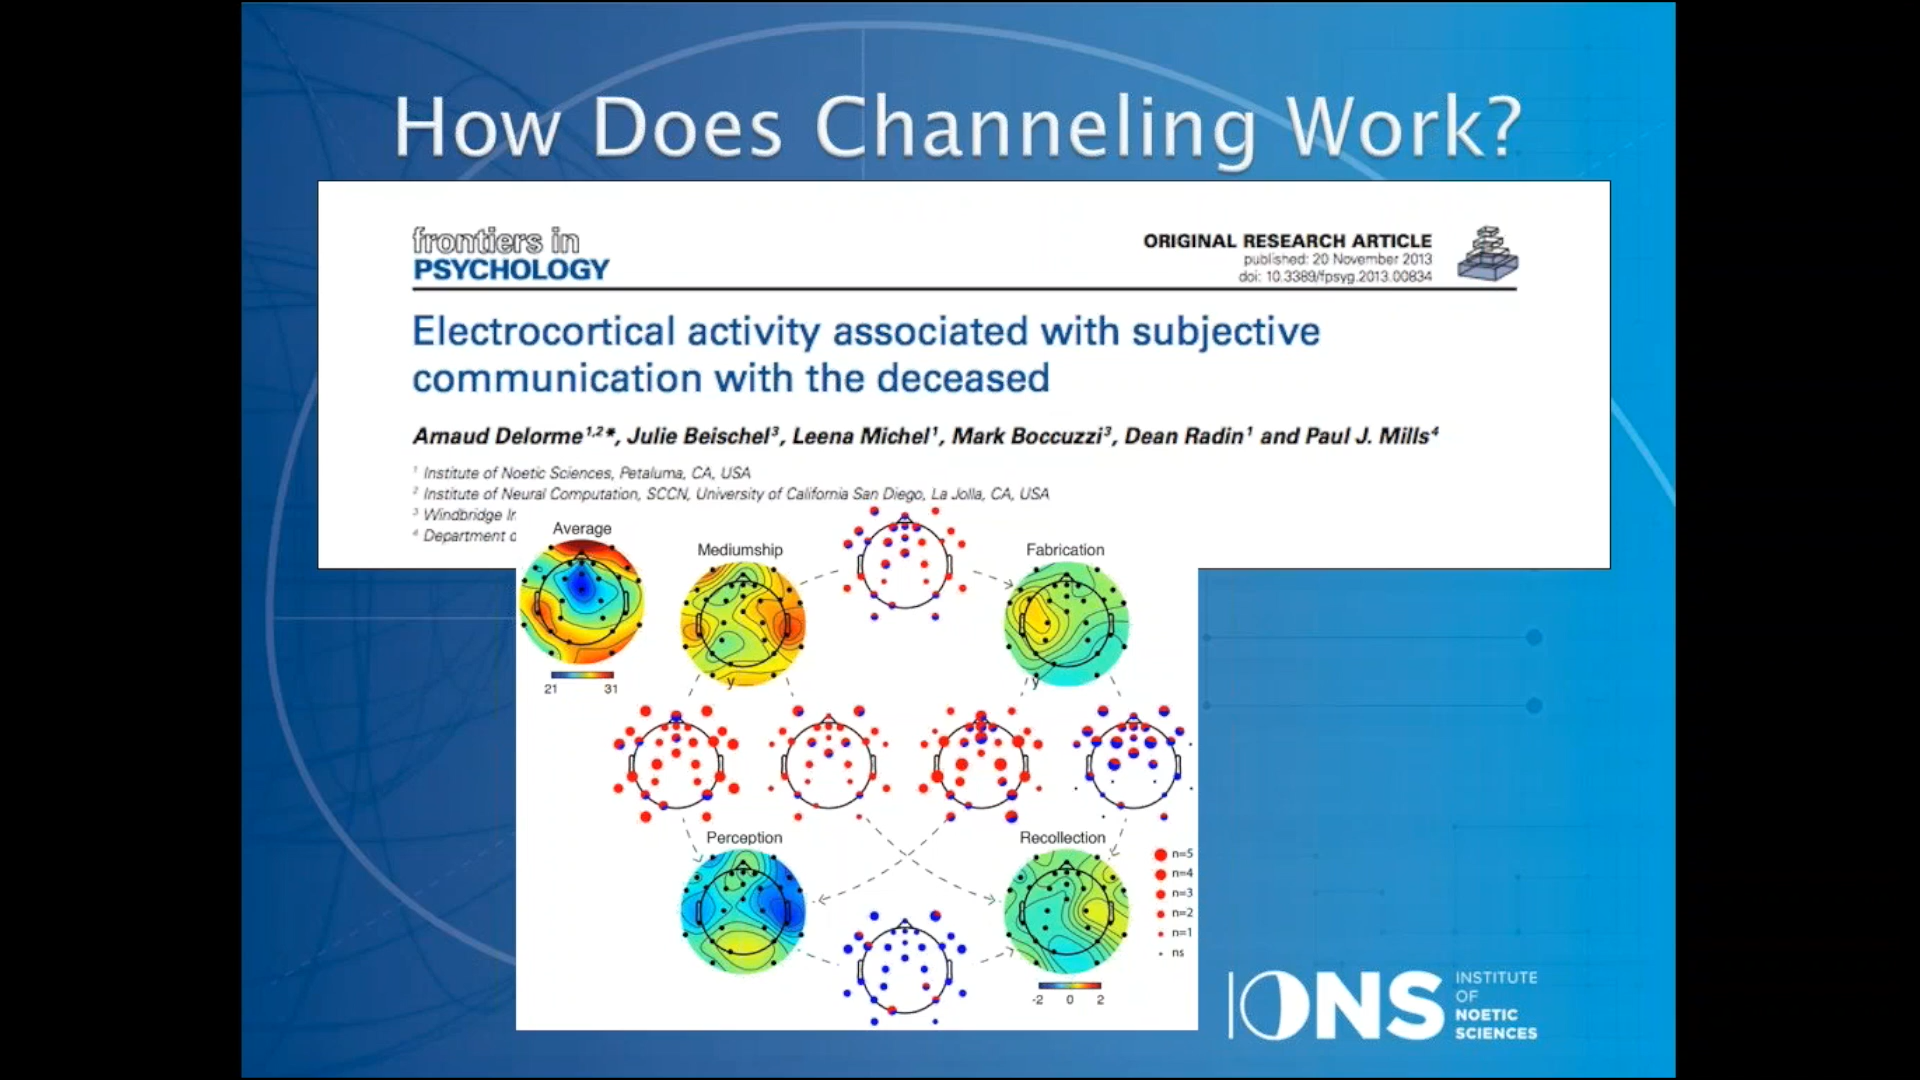 How Does Channeling Work?
frontiers in
PSYCHOLOGY
ORIGINAL RESEARCH ARTICLE
published: 20 November 2013
doi: 10.3389/fpsyg.2013.00834
Electrocortical activity associated with subjective
communication with the deceased
Arnaud Delorme1,2*, Julie Beischel3, Leena Michel1, Mark Boccuzzi3, Dean Radin1 and Paul J. Mills4
1 Institute of Noetic Sciences, Petaluma, CA, USA
2 Institute of Neural Computation, SCCN, University of California San Diego, La Jolla, CA, USA
3 Windbridge Ir
4 Department o
Average
Mediumship
Fabrication
21 31
y
y
Perception
Recollection
n=5
n=4
n=3
n=2
n=1
ns
-2 0 2
IONS
INSTITUTE
OF
NOETIC
SCIENCES